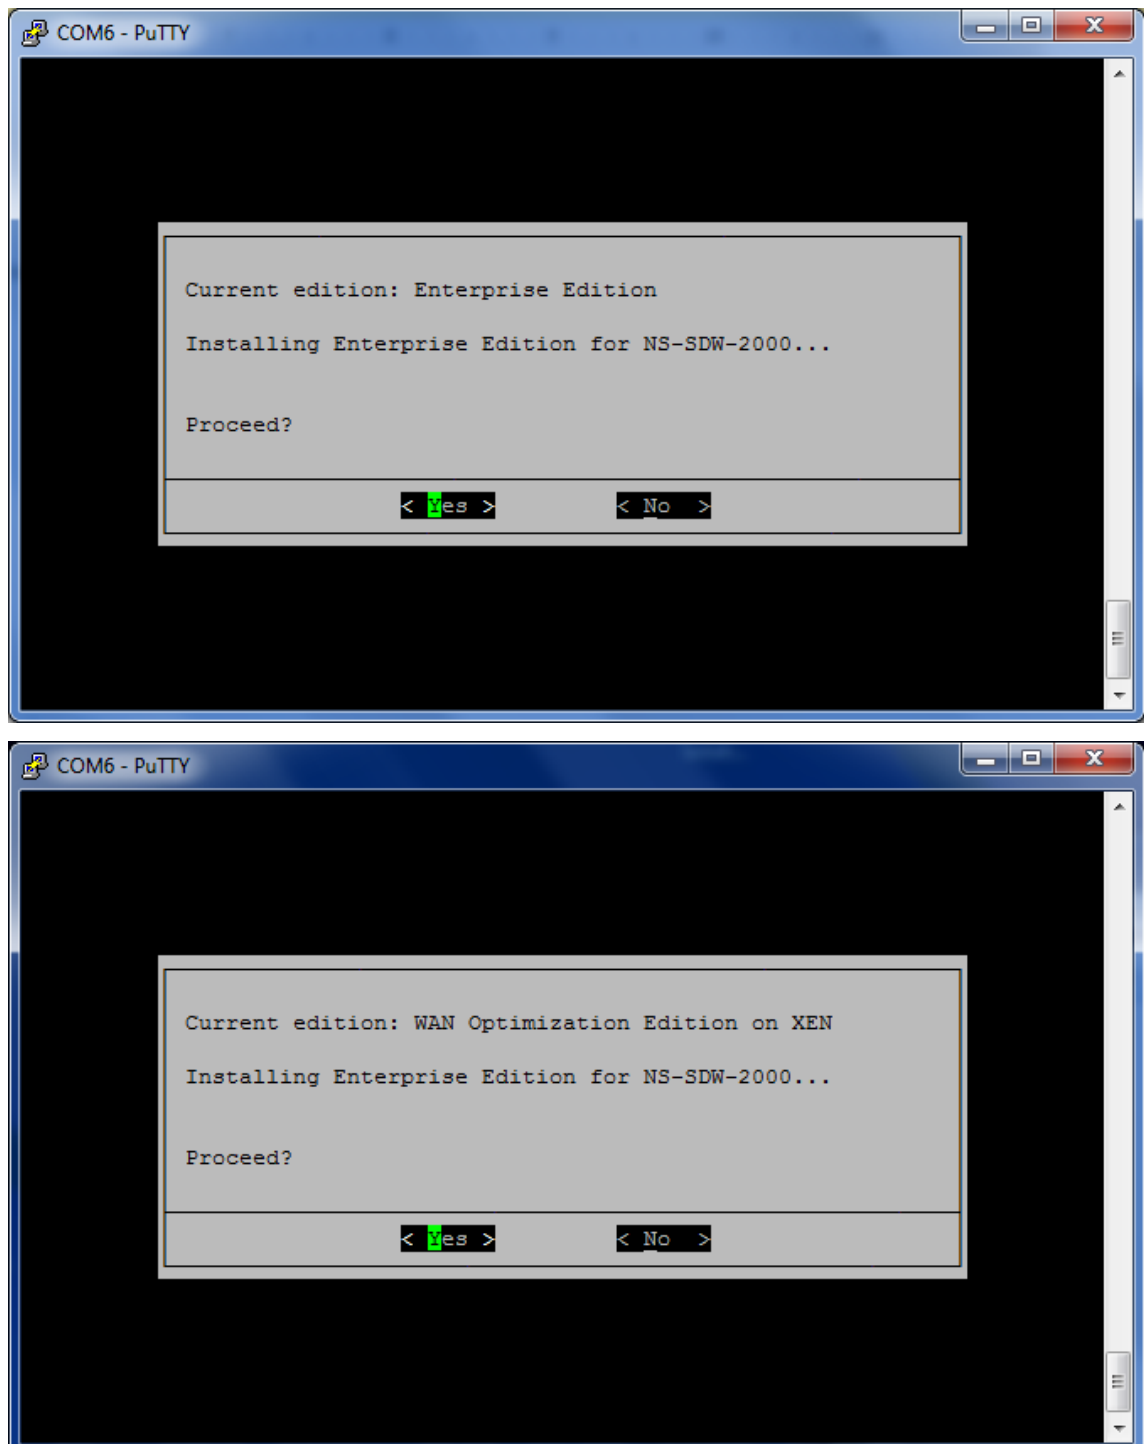 COM6 - PuTTY
Current edition: Enterprise Edition
Installing Enterprise Edition for NS-SDW-2000...
Proceed?
< Yes > < No >
COM6 - PuTTY
Current edition: WAN Optimization Edition on XEN
Installing Enterprise Edition for NS-SDW-2000...
Proceed?
< Yes > < No >